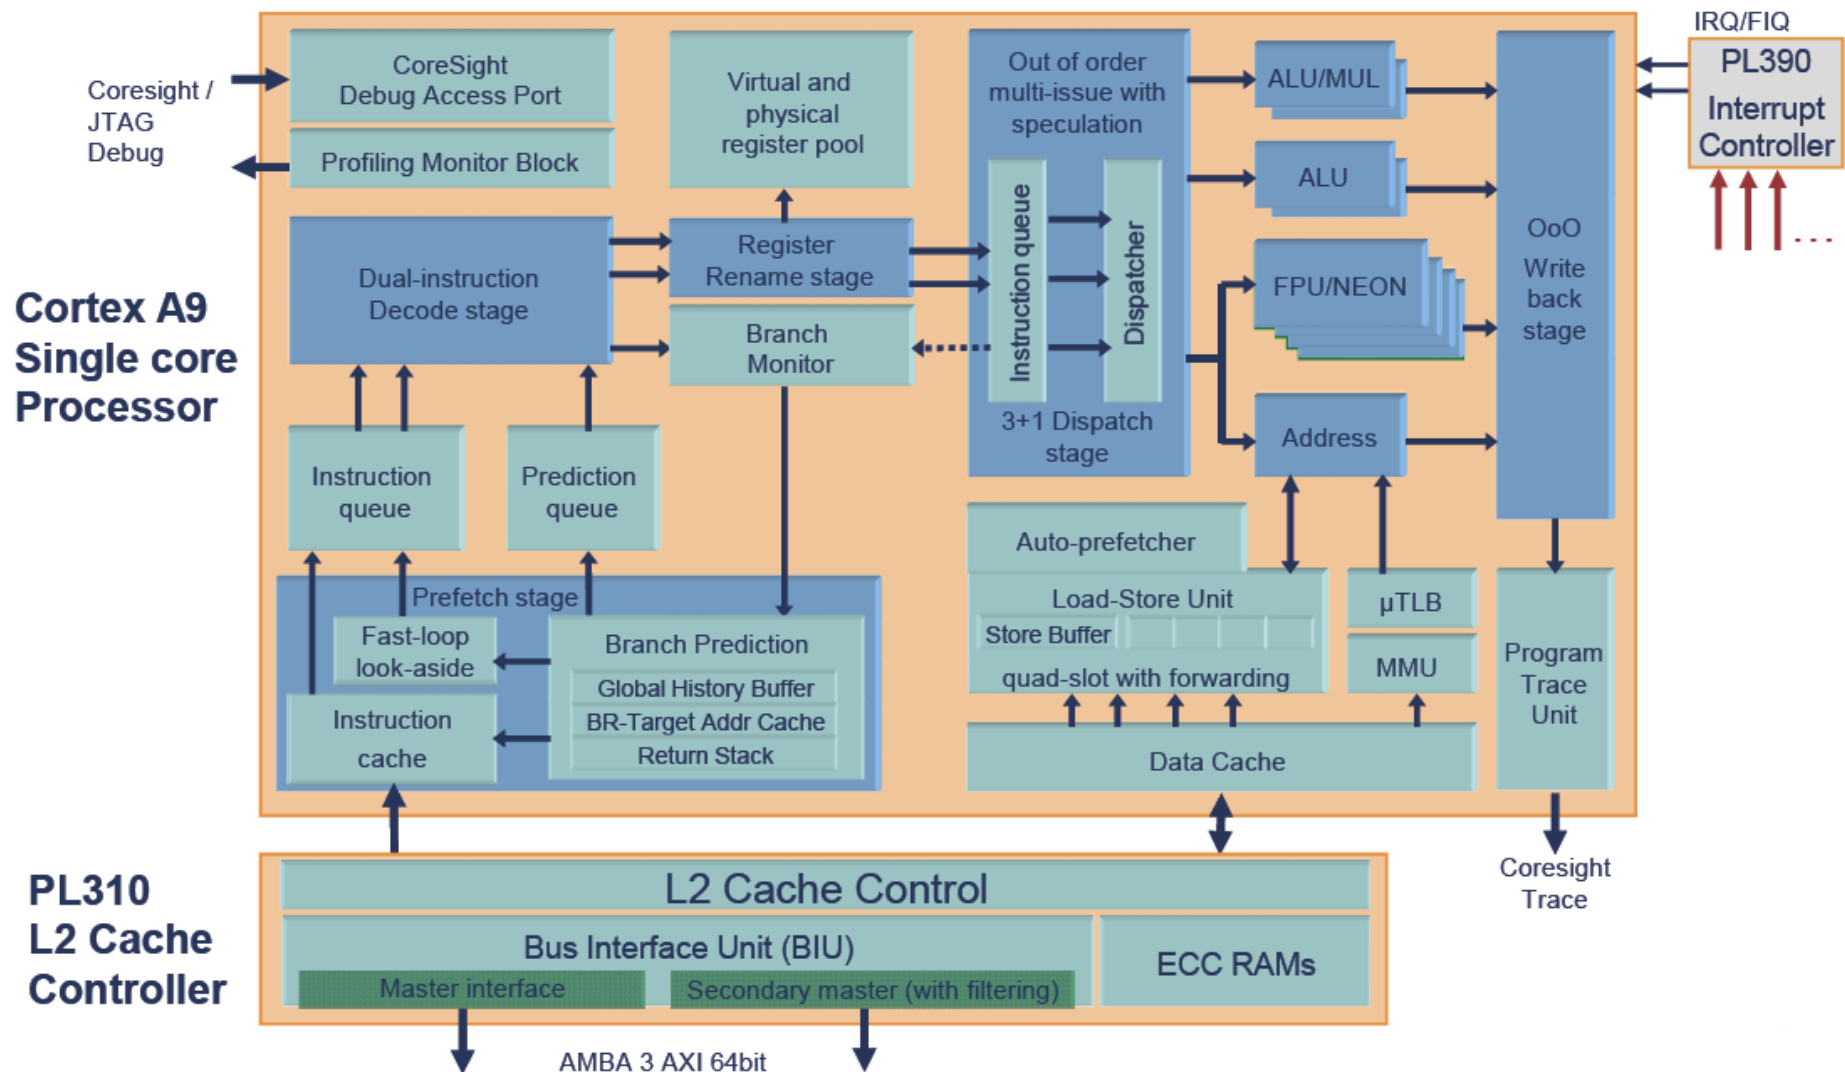 IRQ/FIQ
PL390
Interrupt
Controller
Coresight /
JTAG
Debug
CoreSight
Debug Access Port
Profiling Monitor Block
Virtual and
physical
register pool
Out of order
multi-issue with
speculation
Instruction queue
Dispatcher
3+1 Dispatch
stage
ALU/MUL
ALU
FPU/NEON
Address
OoO
Write
back
stage
Cortex A9
Single core
Processor
Dual-instruction
Decode stage
Register
Rename stage
Branch
Monitor
Instruction
queue
Prediction
queue
Prefetch stage
Fast-loop
look-aside
Instruction
cache
Branch Prediction
Global History Buffer
BR-Target Addr Cache
Return Stack
Auto-prefetcher
Load-Store Unit
Store Buffer
quad-slot with forwarding
µTLB
MMU
Data Cache
Program
Trace
Unit
Coresight
Trace
PL310
L2 Cache
Controller
L2 Cache Control
Bus Interface Unit (BIU)
Master interface
Secondary master (with filtering)
ECC RAMs
AMBA 3 AXI 64bit